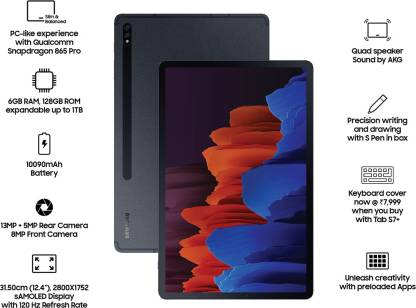 Slim &
Balanced
PC-like experience
with Qualcomm
Snapdragon 865 Pro
6GB RAM, 128GB ROM
expandable up to 1TB
10090mAh
Battery
13MP + 5MP Rear Camera
8MP Front Camera
31.50cm (12.4"), 2800X1752
sAMOLED Display
with 120 Hz Refresh Rate
Quad speaker
Sound by AKG
Precision writing
and drawing
with S Pen in box
Keyboard cover
now @ ₹7,999
when you buy
with Tab S7+
Unleash creativity
with preloaded Apps